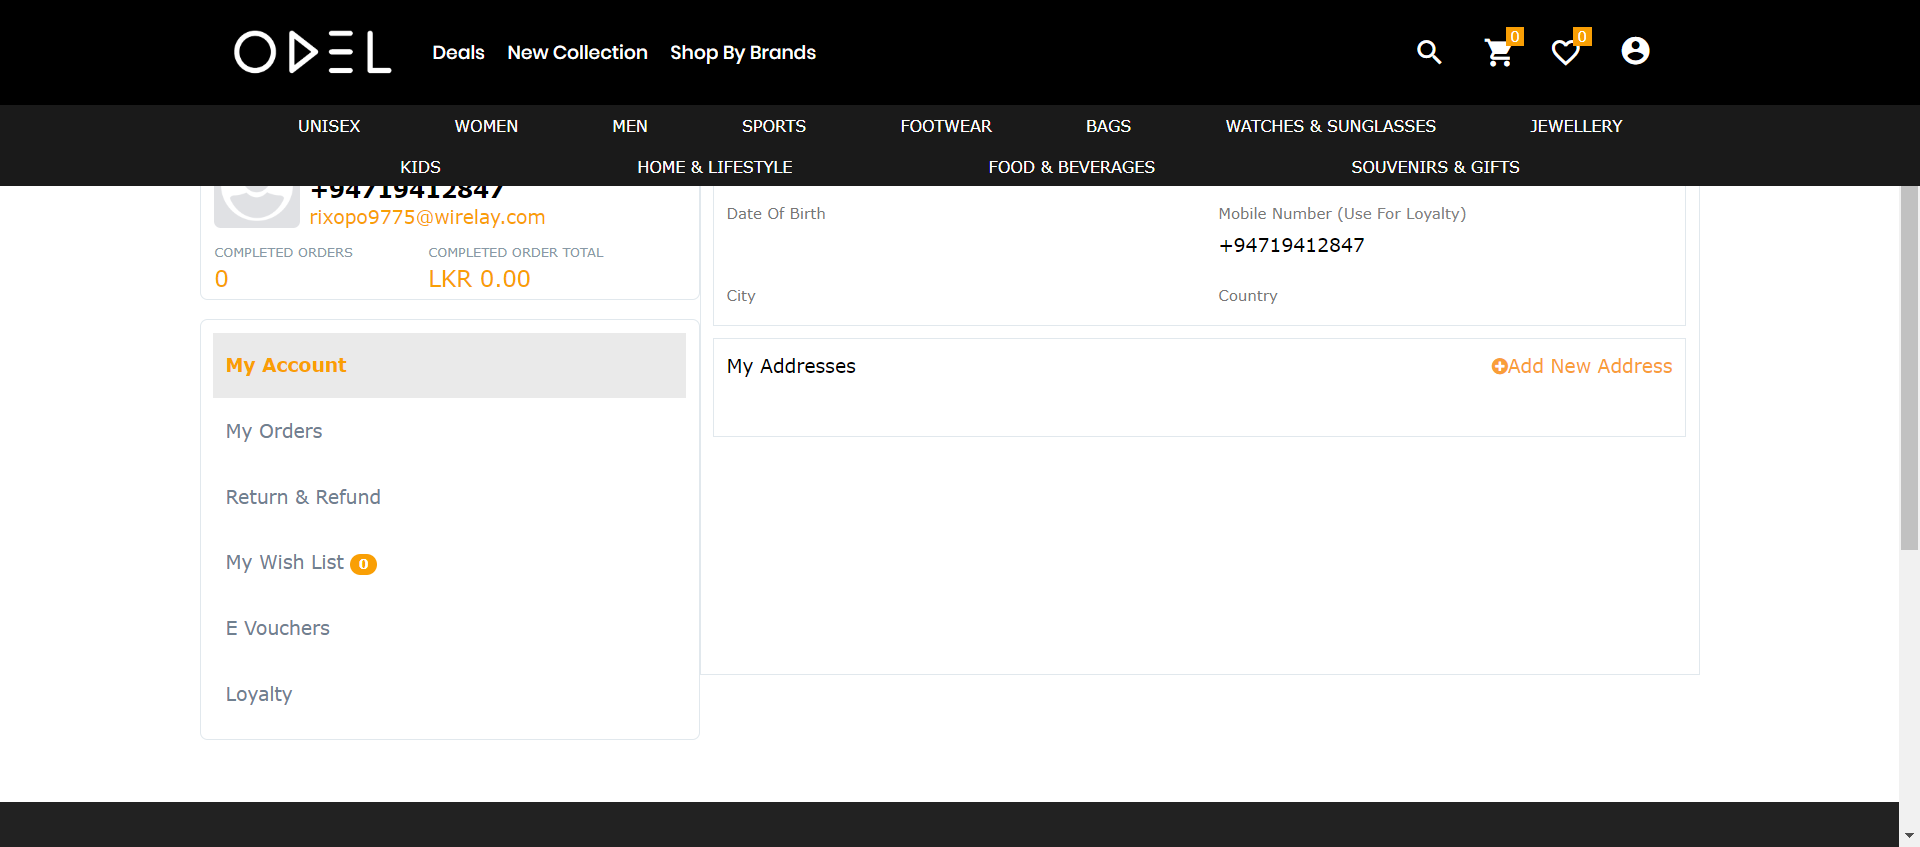 ODEL Deals New Collection Shop By Brands 0 0
UNISEX WOMEN MEN SPORTS FOOTWEAR BAGS WATCHES & SUNGLASSES JEWELLERY
KIDS HOME & LIFESTYLE FOOD & BEVERAGES SOUVENIRS & GIFTS
+94719412847
rixopo9775@wirelay.com
COMPLETED ORDERS COMPLETED ORDER TOTAL
0 LKR 0.00
My Account
My Orders
Return & Refund
My Wish List 0
E Vouchers
Loyalty
Date Of Birth Mobile Number (Use For Loyalty)
+94719412847
City Country
My Addresses Add New Address